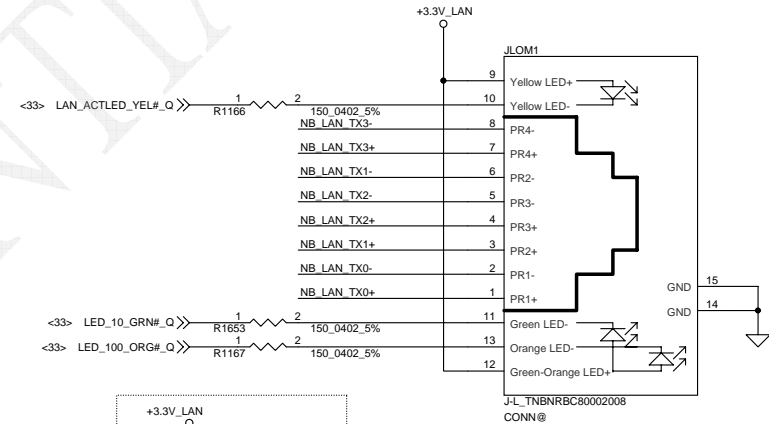 +3.3V_LAN
JLOM1
9 Yellow LED+
<33> LAN_ACTLED_YEL#_Q 1 2 10 Yellow LED-
R1166 150_0402_5%
NB_LAN_TX3- 8 PR4-
NB_LAN_TX3+ 7 PR4+
NB_LAN_TX1- 6 PR2-
NB_LAN_TX2- 5 PR3-
NB_LAN_TX2+ 4 PR3+
NB_LAN_TX1+ 3 PR2+
NB_LAN_TX0- 2 PR1-
GND 15
NB_LAN_TX0+ 1 PR1+
GND 14
<33> LED_10_GRN#_Q 1 2 11 Green LED-
R1653 150_0402_5%
<33> LED_100_ORG#_Q 1 2 13 Orange LED-
R1167 150_0402_5%
12 Green-Orange LED+
J-L_TNBNRBC80002008
CONN@
+3.3V_LAN